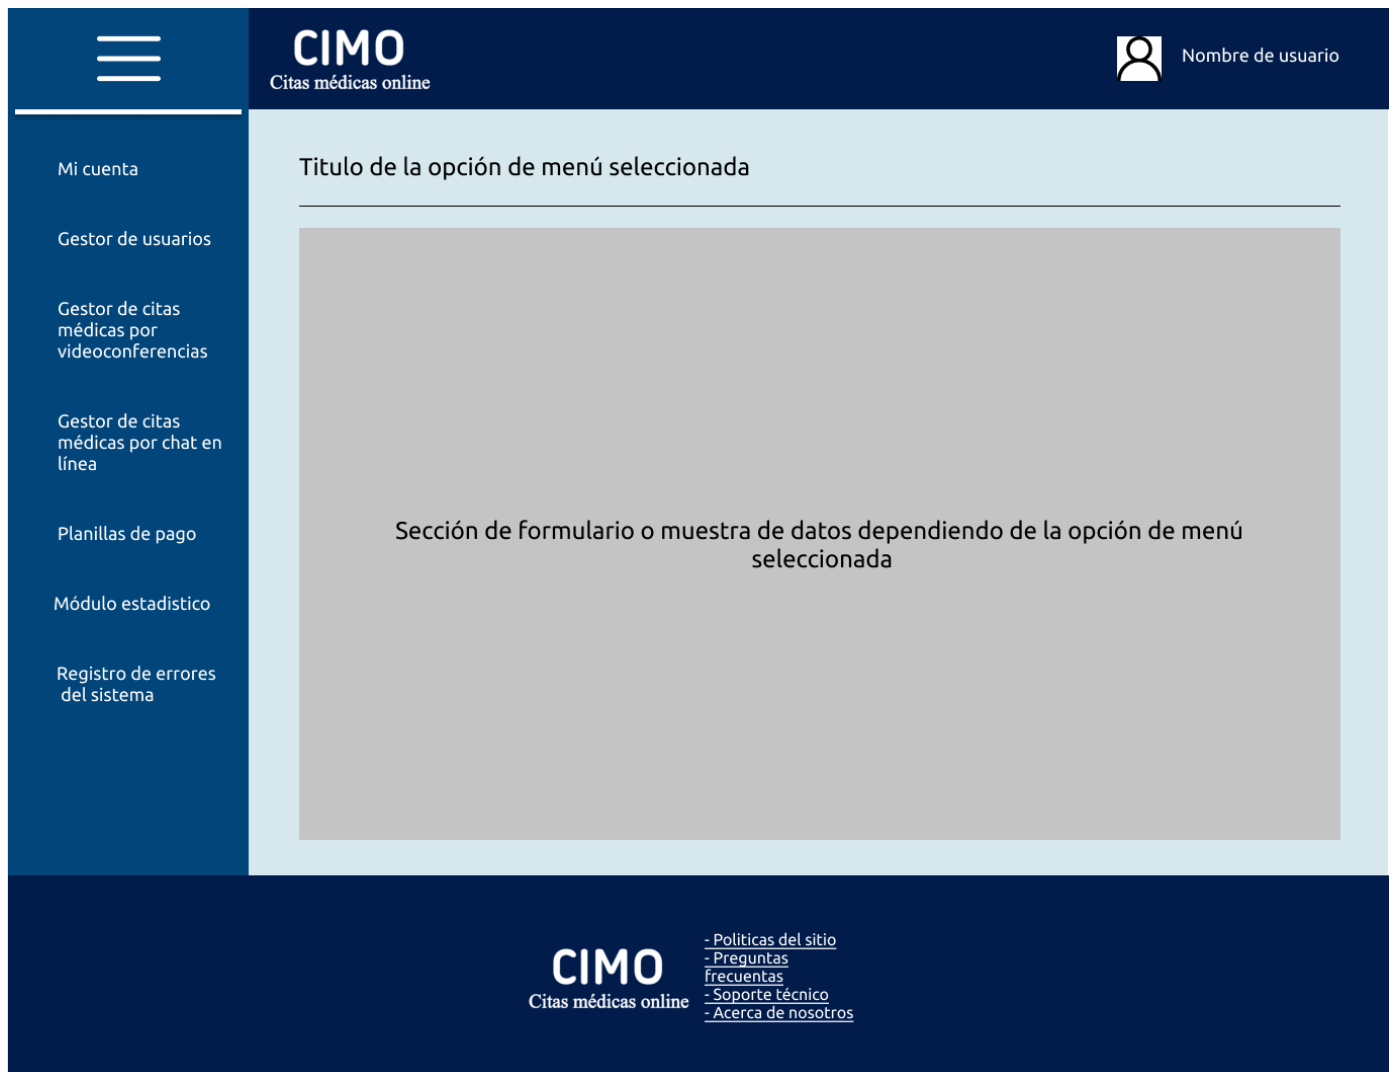 CIMO
Citas médicas online
Nombre de usuario
Mi cuenta
Gestor de usuarios
Gestor de citas
médicas por
videoconferencias
Gestor de citas
médicas por chat en
línea
Planillas de pago
Módulo estadistico
Registro de errores
del sistema
Titulo de la opción de menú seleccionada
Sección de formulario o muestra de datos dependiendo de la opción de menú
seleccionada
CIMO
Citas médicas online
- Politicas del sitio
- Preguntas
frecuentas
- Soporte técnico
- Acerca de nosotros